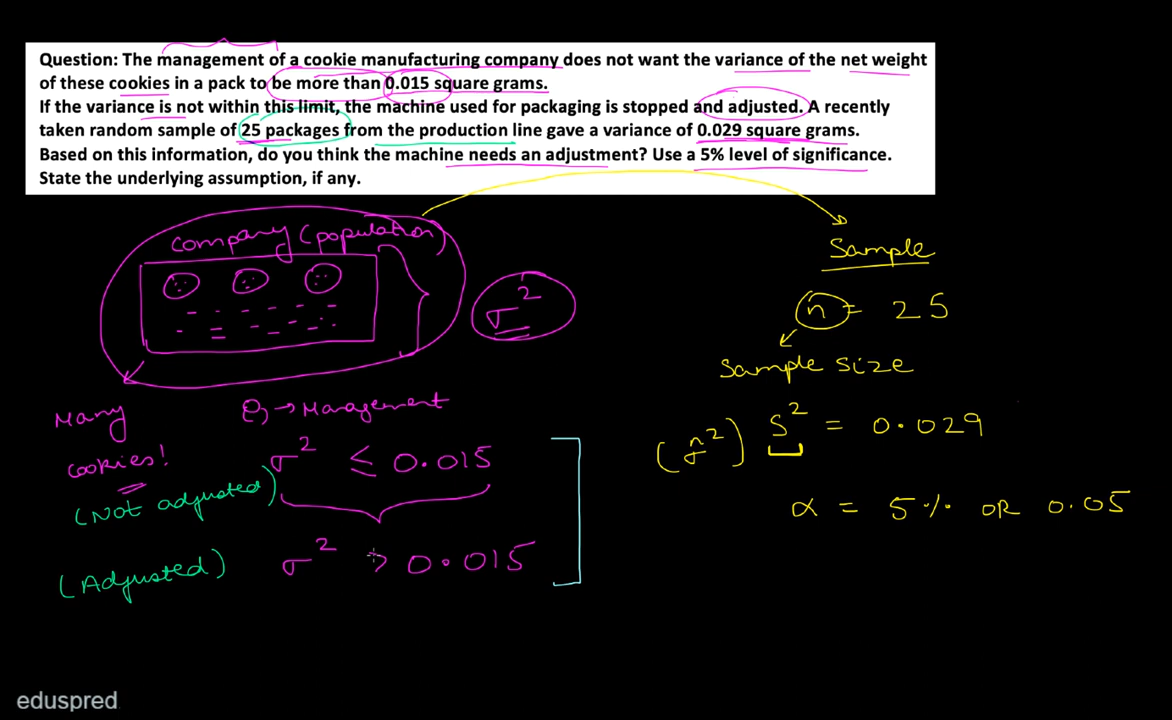 Question: The management of a cookie manufacturing company does not want the variance of the net weight
of these cookies in a pack to be more than 0.015 square grams.
If the variance is not within this limit, the machine used for packaging is stopped and adjusted. A recently
taken random sample of 25 packages from the production line gave a variance of 0.029 square grams.
Based on this information, do you think the machine needs an adjustment? Use a 5% level of significance.
State the underlying assumption, if any.
Company (population)
σ²
Sample
n = 25
Sample size
Many
cookies!
→ Management
σ² ≤ 0.015
(Not adjusted)
σ² > 0.015
(Adjusted)
S² = 0.029
α = 5% OR 0.05
eduspred